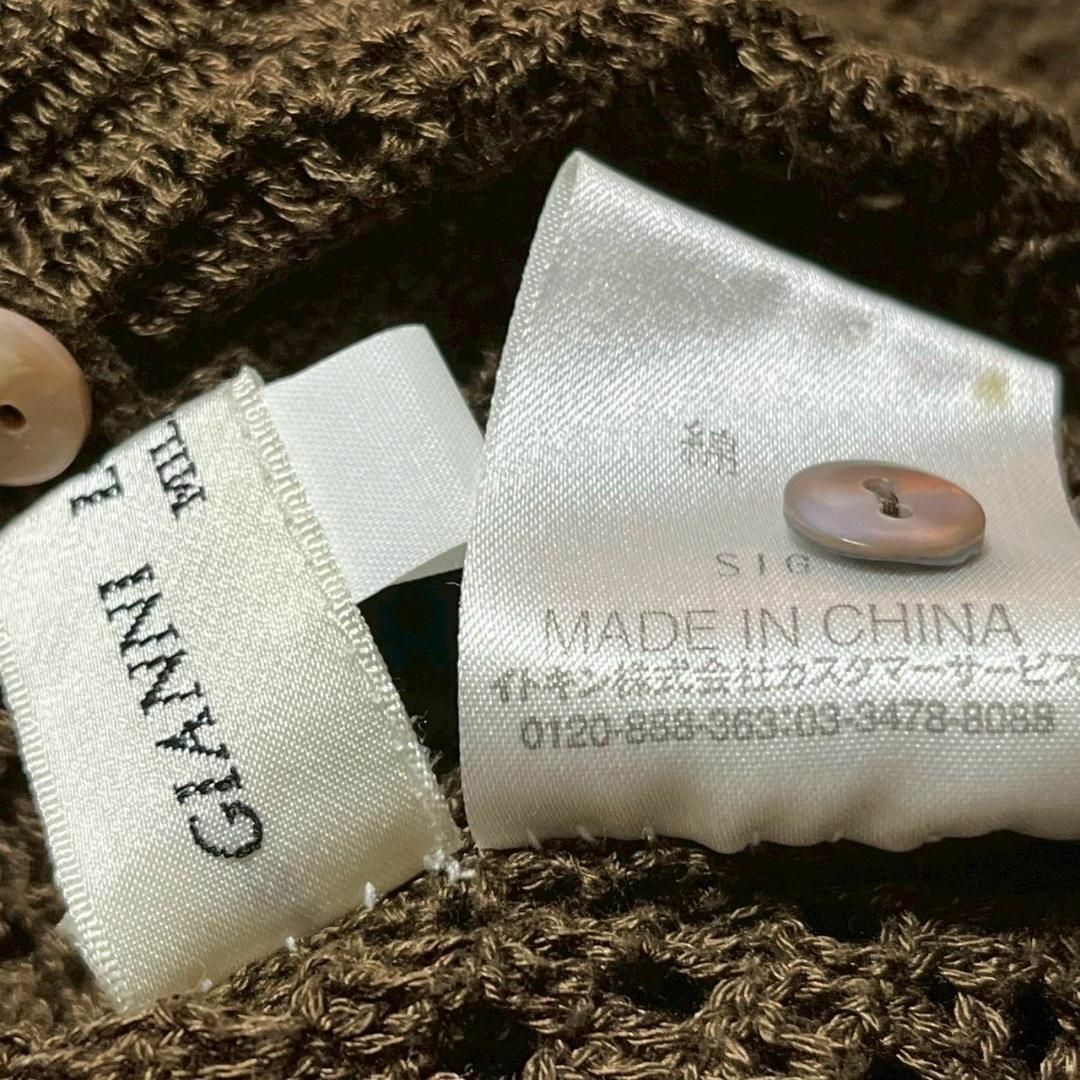 GIANNI
綿
SIG
MADE IN CHINA
イトキン株式会社カスタマーサービス
0120-888-363:03-3478-8088